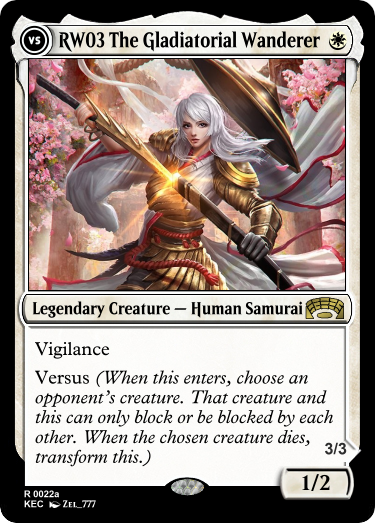 VS RW03 The Gladiatorial Wanderer
Legendary Creature — Human Samurai
Vigilance
Versus (When this enters, choose an
opponent's creature. That creature and
this can only block or be blocked by each
other. When the chosen creature dies,
transform this.)
3/3
1/2
R 0022a
KEC Zel_777